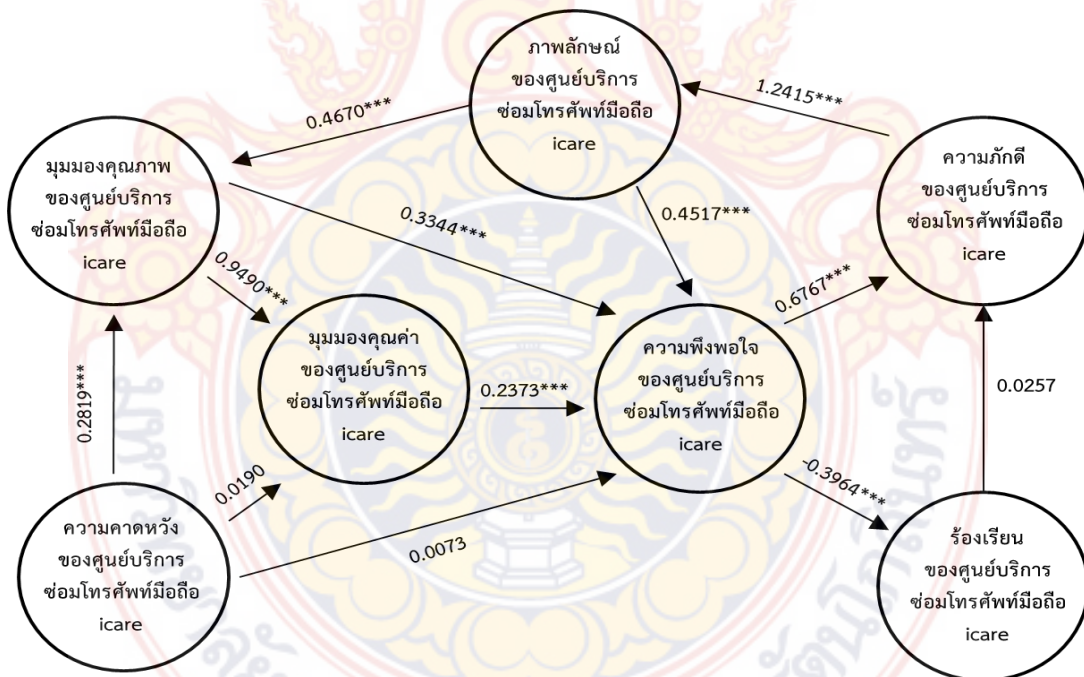 ภาพลักษณ์
ของศูนย์บริการ
ซ่อมโทรศัพท์มือถือ
icare
0.4670***
1.2415***
มุมมองคุณภาพ
ของศูนย์บริการ
ซ่อมโทรศัพท์มือถือ
icare
ความภักดี
ของศูนย์บริการ
ซ่อมโทรศัพท์มือถือ
icare
0.3344***
0.4517***
0.9490***
0.6767***
มุมมองคุณค่า
ของศูนย์บริการ
ซ่อมโทรศัพท์มือถือ
icare
ความพึงพอใจ
ของศูนย์บริการ
ซ่อมโทรศัพท์มือถือ
icare
0.2819***
0.2373***
0.0257
0.0190
0.0073
-0.3964***
ความคาดหวัง
ของศูนย์บริการ
ซ่อมโทรศัพท์มือถือ
icare
ร้องเรียน
ของศูนย์บริการ
ซ่อมโทรศัพท์มือถือ
icare